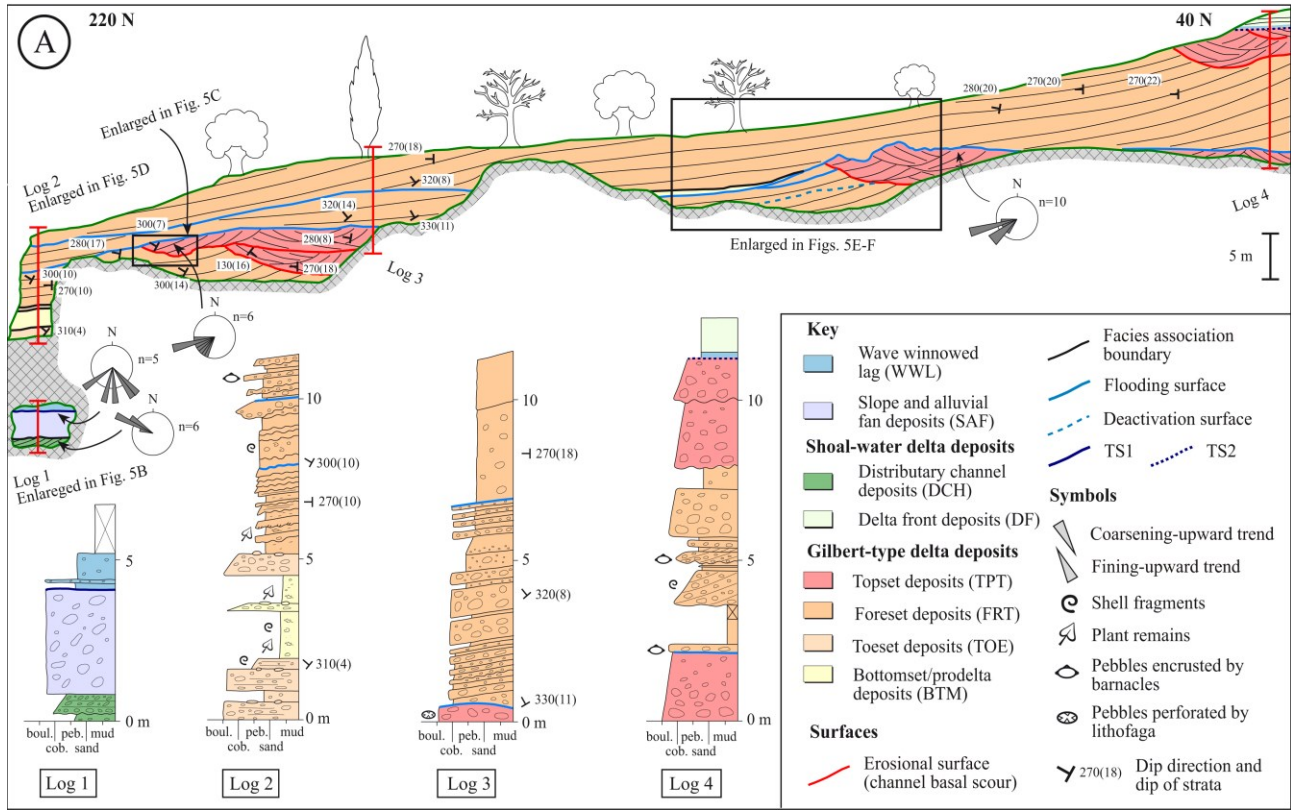 A
220 N
40 N
Enlarged in Fig. 5C
Log 2
Enlarged in Fig. 5D
270(18)
320(8)
320(14)
330(11)
300(7)
280(17)
280(8)
130(16)
270(18)
300(14)
300(10)
270(10)
310(4)
Log 3
280(20)
270(20)
270(22)
Enlarged in Figs. 5E-F
N
n=10
Log 4
5 m
N
n=6
N
n=5
N
n=6
Log 1
Enlareged in Fig. 5B
5
0 m
boul.
peb.
mud
cob.
sand
Log 1
10
300(10)
270(10)
5
310(4)
0 m
boul.
peb.
mud
cob.
sand
Log 2
10
270(18)
5
320(8)
330(11)
0 m
boul.
peb.
mud
cob.
sand
Log 3
10
5
0 m
boul.
peb.
mud
cob.
sand
Log 4
Key
Wave winnowed
lag (WWL)
Slope and alluvial
fan deposits (SAF)
Shoal-water delta deposits
Distributary channel
deposits (DCH)
Delta front deposits (DF)
Gilbert-type delta deposits
Topset deposits (TPT)
Foreset deposits (FRT)
Toeset deposits (TOE)
Bottomset/prodelta
deposits (BTM)
Surfaces
Erosional surface
(channel basal scour)
Facies association
boundary
Flooding surface
Deactivation surface
TS1
TS2
Symbols
Coarsening-upward trend
Fining-upward trend
Shell fragments
Plant remains
Pebbles encrusted by
barnacles
Pebbles perforated by
lithofaga
270(18)
Dip direction and
dip of strata